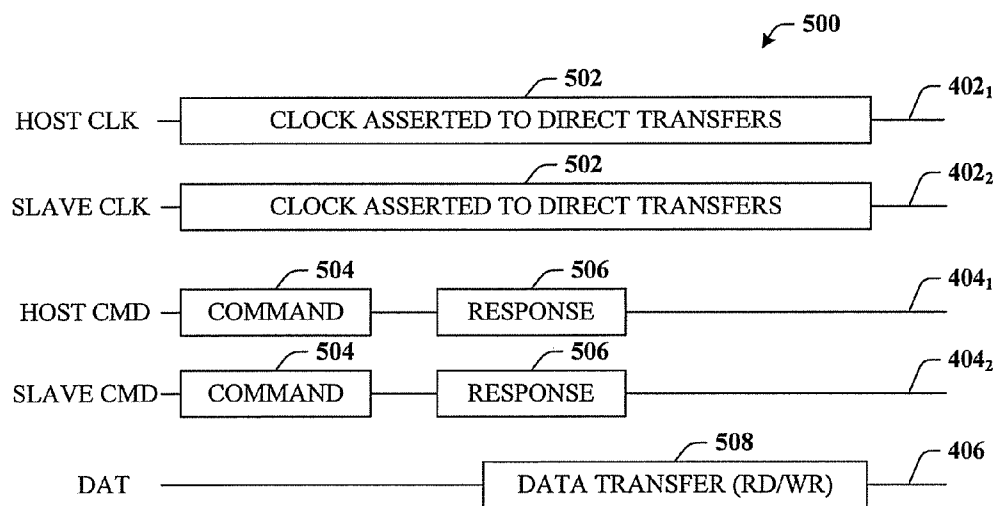 500
502
402₁
HOST CLK CLOCK ASSERTED TO DIRECT TRANSFERS
502
402₂
SLAVE CLK CLOCK ASSERTED TO DIRECT TRANSFERS
504 506 404₁
HOST CMD COMMAND RESPONSE
504 506 404₂
SLAVE CMD COMMAND RESPONSE
508 406
DAT DATA TRANSFER (RD/WR)